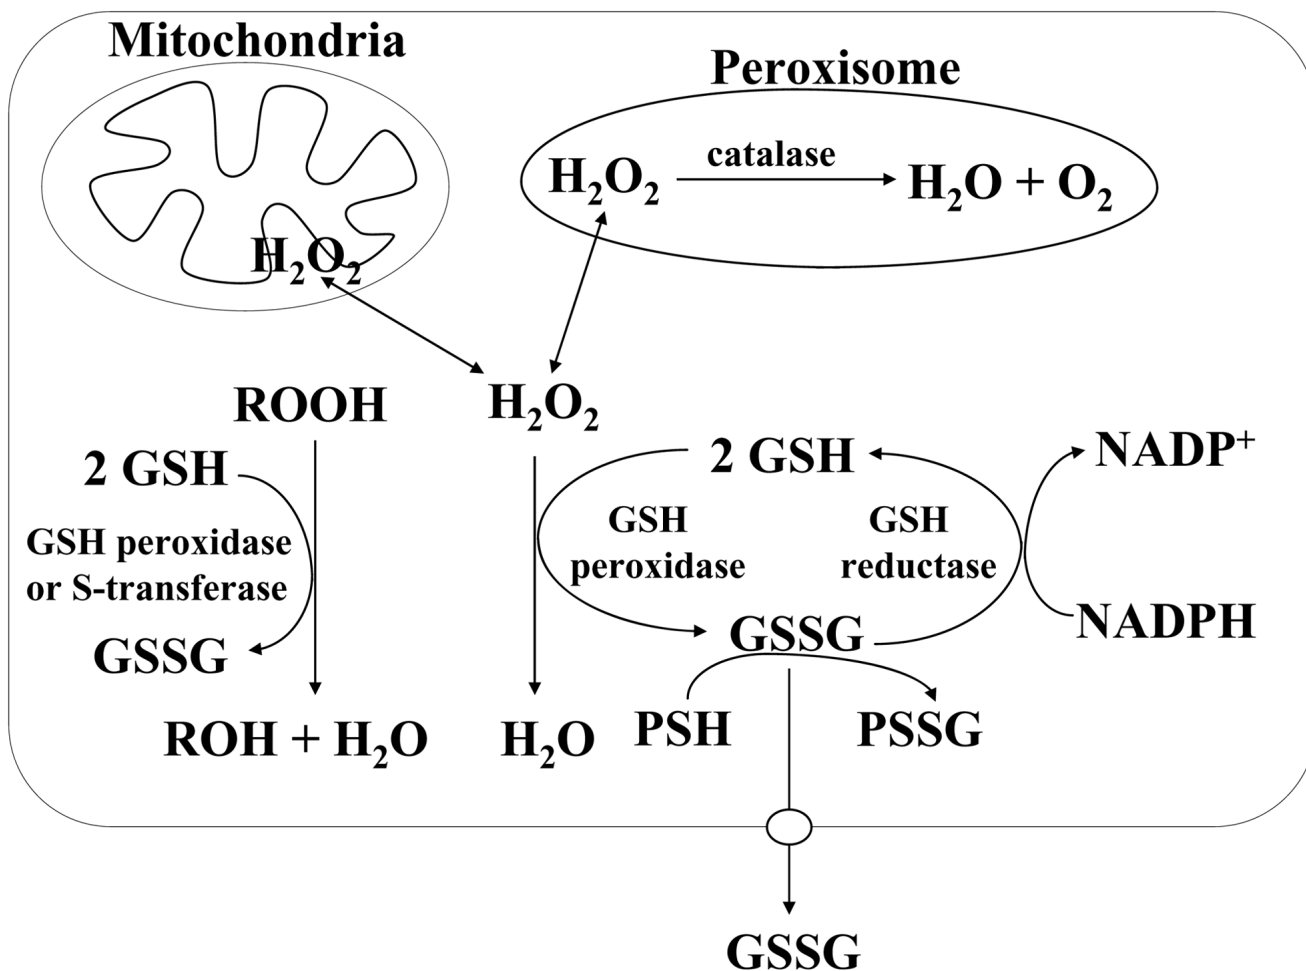 Mitochondria
Peroxisome
H₂O₂
catalase
H₂O + O₂
H₂O₂
ROOH
H₂O₂
2 GSH
2 GSH
NADP⁺
GSH peroxidase
or S-transferase
GSH
peroxidase
GSH
reductase
GSSG
GSSG
NADPH
ROH + H₂O
H₂O
PSH
PSSG
GSSG